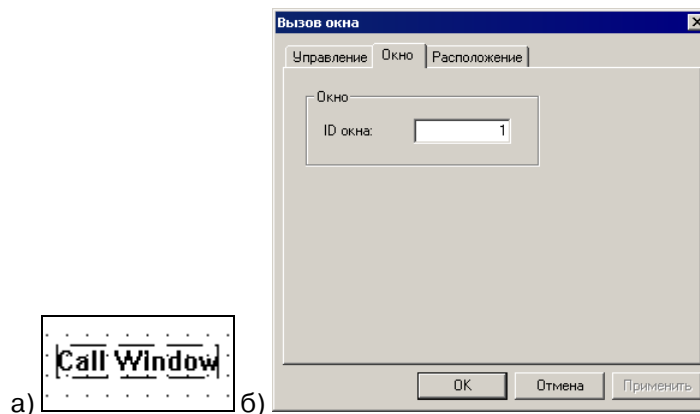 Вызов окна
Управление Окно Расположение
Окно
ID окна: 1
Call Window
OK Отмена Применить
а) б)